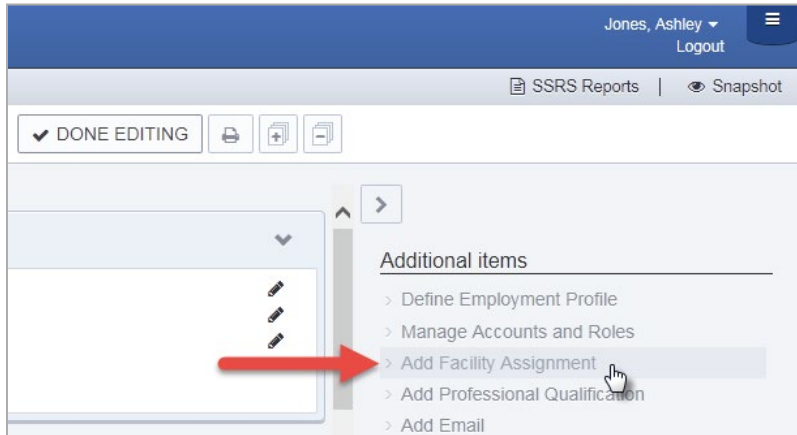 Jones, Ashley
Logout
SSRS Reports | Snapshot
DONE EDITING
Additional items
Define Employment Profile
Manage Accounts and Roles
Add Facility Assignment
Add Professional Qualification
Add Email